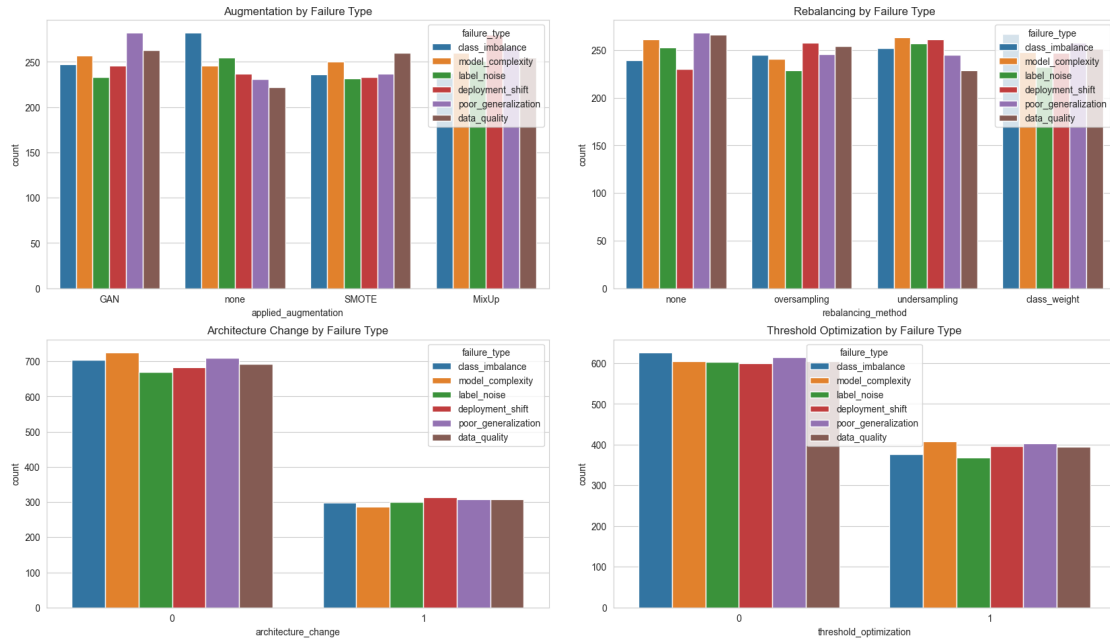 Augmentation by Failure Type
failure_type
class_imbalance
model_complexity
label_noise
deployment_shift
poor_generalization
data_quality
250
200
150
100
50
0
count
GAN
none
SMOTE
MixUp
applied_augmentation
Rebalancing by Failure Type
failure_type
class_imbalance
model_complexity
label_noise
deployment_shift
poor_generalization
data_quality
250
200
150
100
50
0
count
none
oversampling
undersampling
class_weight
rebalancing_method
Architecture Change by Failure Type
failure_type
class_imbalance
model_complexity
label_noise
deployment_shift
poor_generalization
data_quality
700
600
500
400
300
200
100
0
count
0
1
architecture_change
Threshold Optimization by Failure Type
failure_type
class_imbalance
model_complexity
label_noise
deployment_shift
poor_generalization
data_quality
600
500
400
300
200
100
0
count
0
1
threshold_optimization